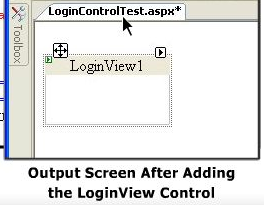 LoginControlTest.aspx*
Toolbox
LoginView1
Output Screen After Adding
the LoginView Control